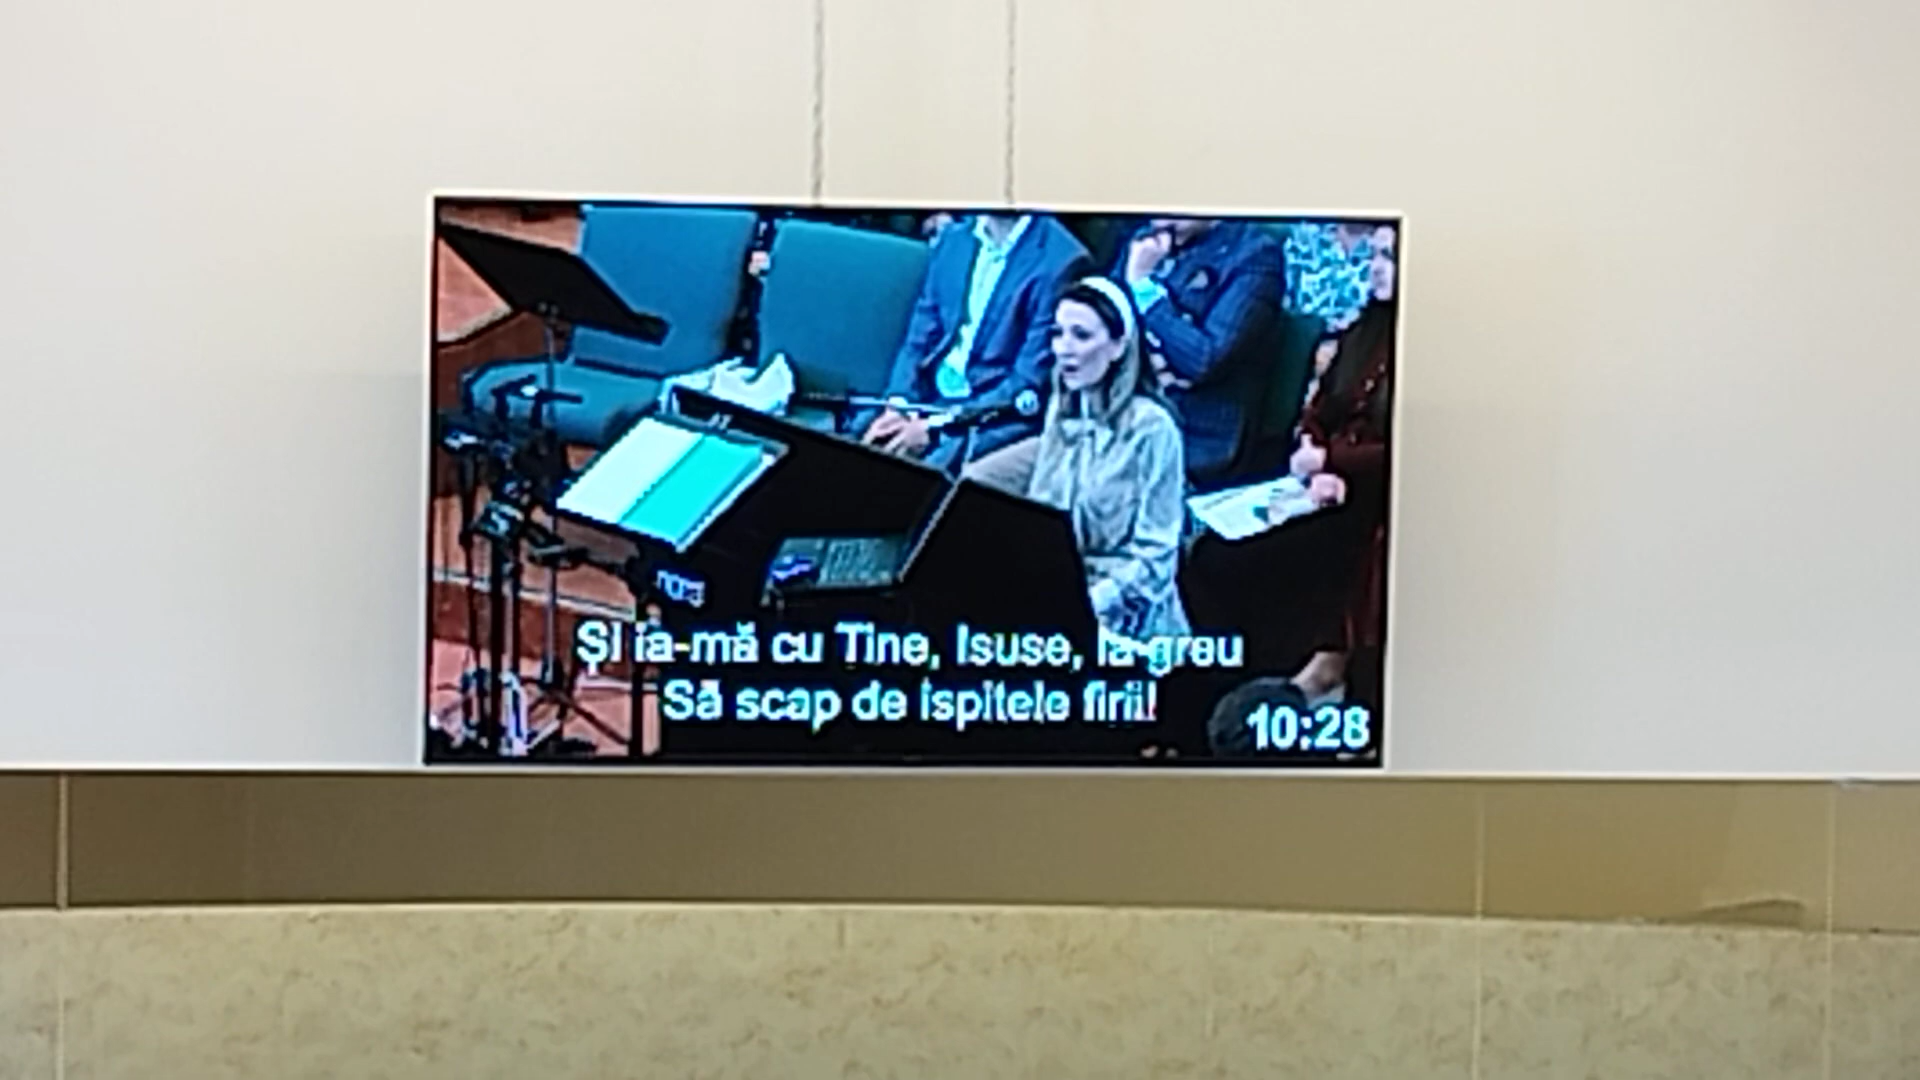 Și ia-mă cu Tine, Isuse, la greu
Să scap de ispitele firii!
10:28